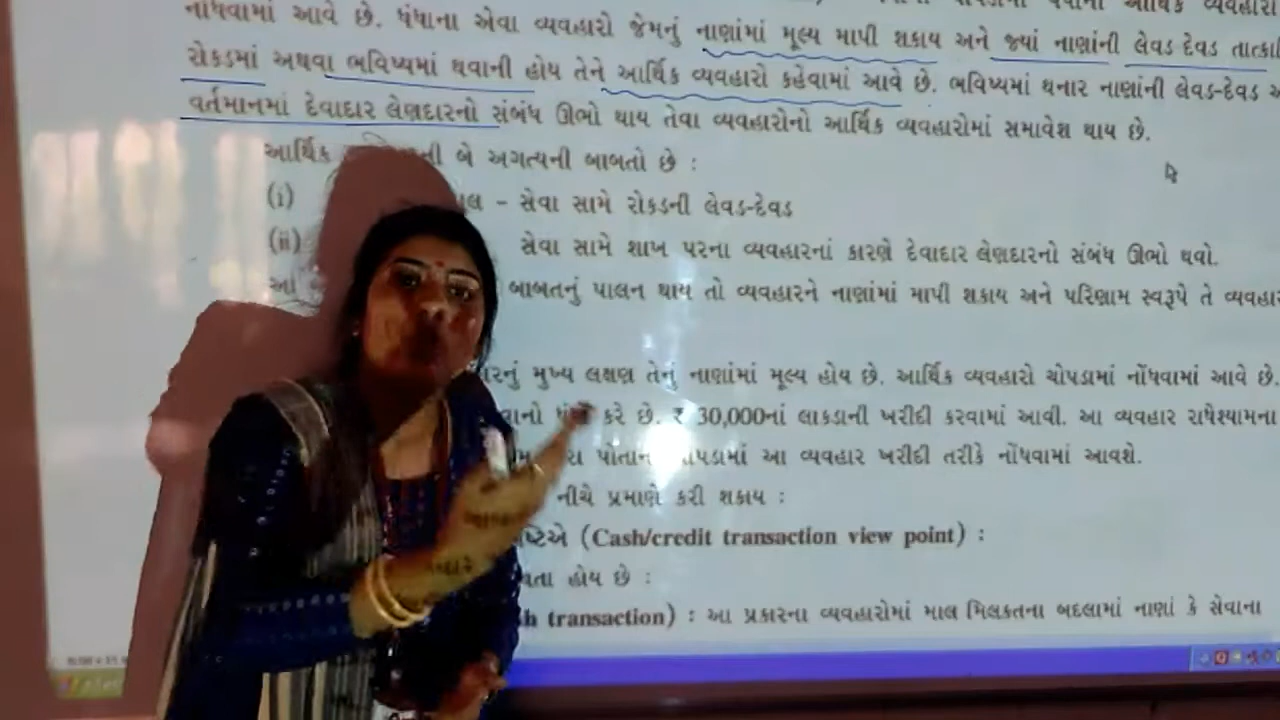 નોંધવામાં આવે છે. ધંધાના એવા વ્યવહારો જેમનું નાણાંમાં મૂલ્ય માપી શકાય અને જ્યાં નાણાંની લેવડ-દેવડ
રોકડમાં અથવા ભવિષ્યમાં થવાની હોય તેને આર્થિક વ્યવહારો કહેવામાં આવે છે. ભવિષ્યમાં થનાર નાણાંની લેવડ-દેવડ
વર્તમાનમાં દેવાદાર લેણદારનો સંબંધ ઊભો થાય તેવા વ્યવહારોનો આર્થિક વ્યવહારોમાં સમાવેશ થાય છે.
આર્થિક બે અગત્યની બાબતો છે :
(i) – સેવા સામે રોકડની લેવડ-દેવડ
(ii) સેવા સામે શાખ પરના વ્યવહારનાં કારણે દેવાદાર લેણદારનો સંબંધ ઊભો થવો.
બાબતનું પાલન થાય તો વ્યવહારને નાણાંમાં માપી શકાય અને પરિણામ સ્વરૂપે તે
મુખ્ય લક્ષણ તેનું નાણાંમાં મૂલ્ય હોય છે. આર્થિક વ્યવહારો ચોપડામાં નોંધવામાં આવે છે.
કરે છે. ₹ 30,000નાં લાકડાની ખરીદી કરવામાં આવી. આ વ્યવહાર રાધેશ્યામના
આ વ્યવહાર ખરીદી તરીકે નોંધવામાં આવશે.
નીચે પ્રમાણે કરી શકાય :
(Cash/credit transaction view point) :
હોય છે :
transaction) : આ પ્રકારના વ્યવહારોમાં માલ મિલકતના બદલામાં નાણાં કે સેવાના